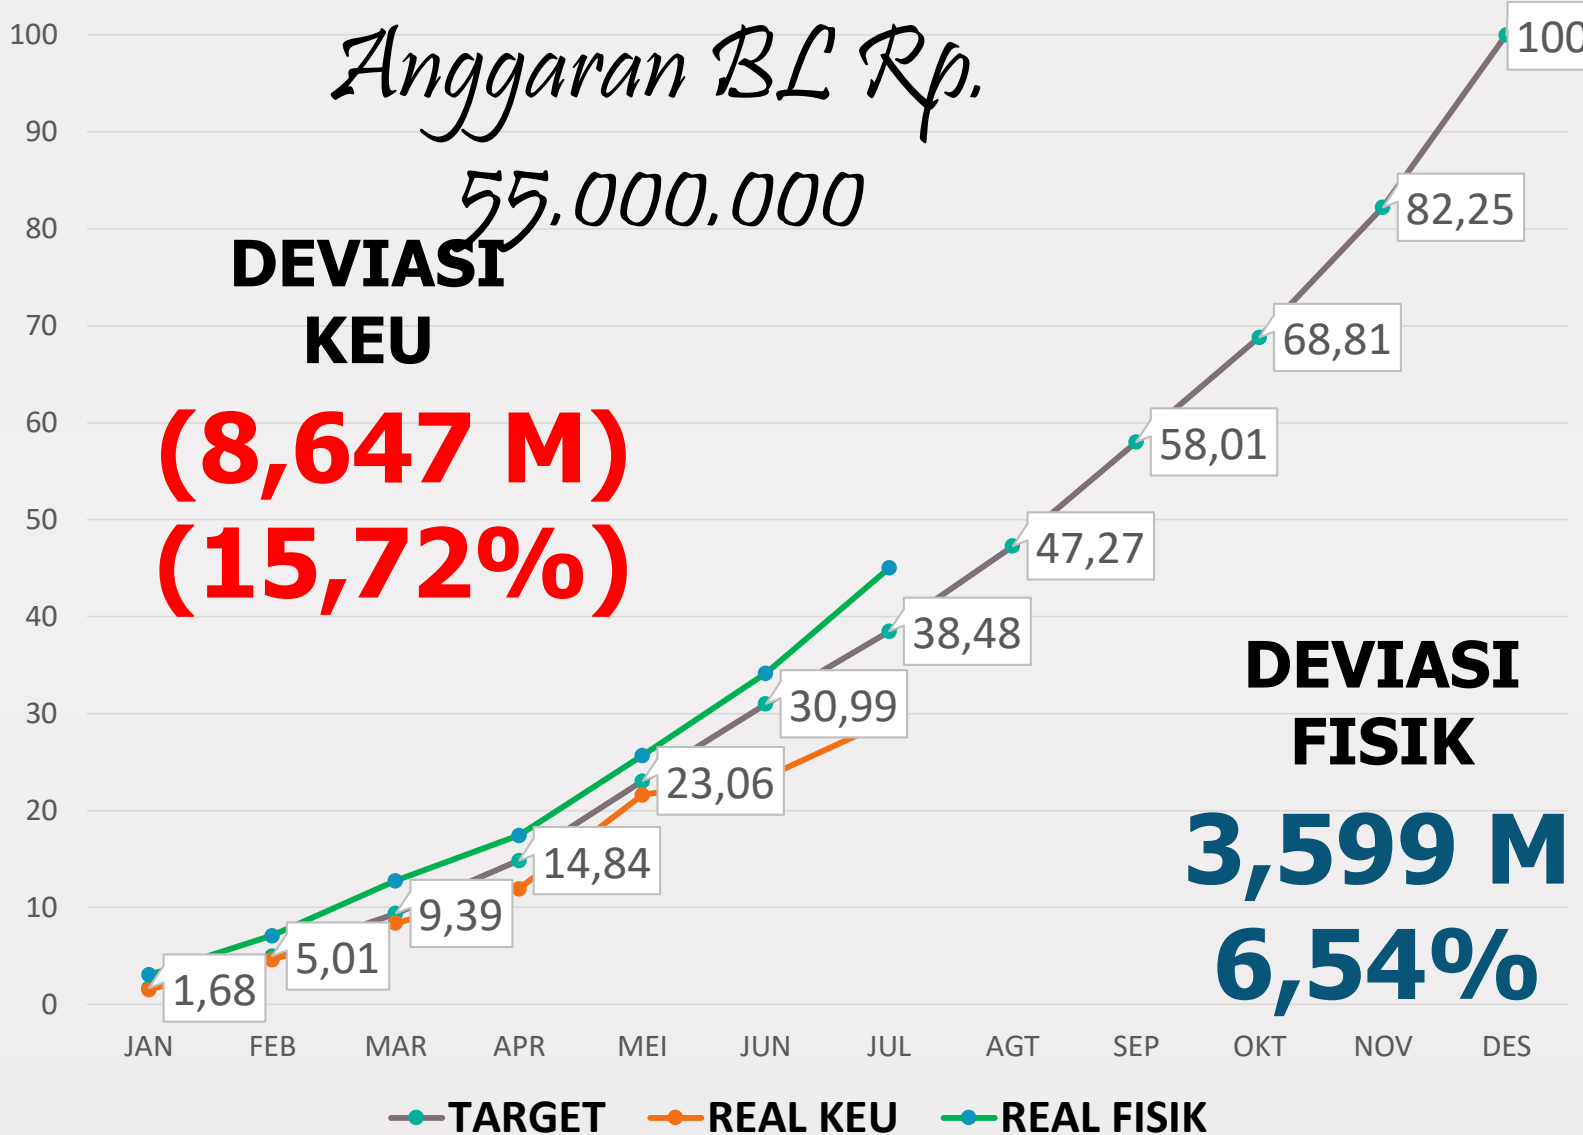 Anggaran BL Rp.
55.000.000
DEVIASI
KEU
(8,647 M)
(15,72%)
DEVIASI
FISIK
3,599 M
6,54%
100
90
80
70
60
50
40
30
20
10
0
1,68
5,01
9,39
14,84
23,06
30,99
38,48
47,27
58,01
68,81
82,25
100
JAN FEB MAR APR MEI JUN JUL AGT SEP OKT NOV DES
TARGET REAL KEU REAL FISIK